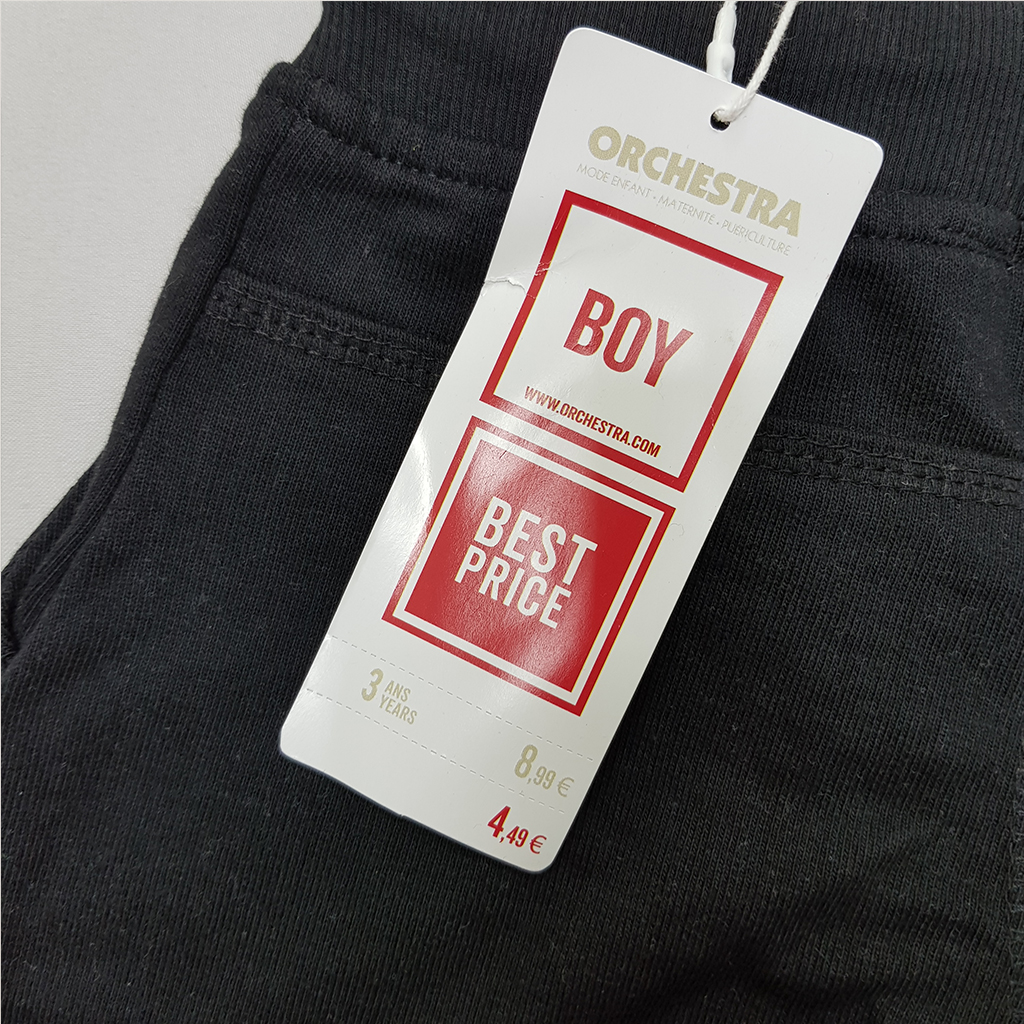 ORCHESTRA
MODE ENFANT • MATERNITÉ • PUÉRICULTURE
BOY
WWW.ORCHESTRA.COM
BEST
PRICE
3 ANS
YEARS
8,99 €
4,49 €